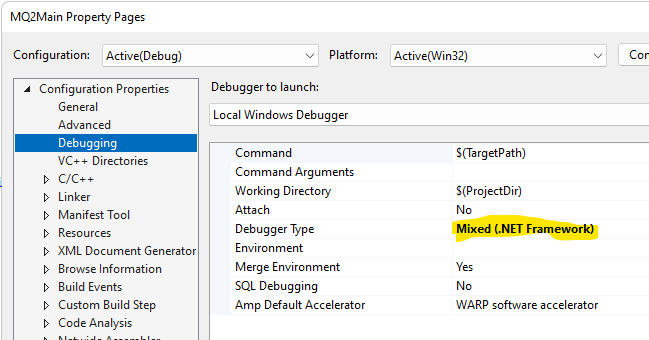 MQ2Main Property Pages
Configuration: Active(Debug) Platform: Active(Win32) Con
Configuration Properties
General
Advanced
Debugging
VC++ Directories
C/C++
Linker
Manifest Tool
Resources
XML Document Generator
Browse Information
Build Events
Custom Build Step
Code Analysis
Debugger to launch:
Local Windows Debugger
Command $(TargetPath)
Command Arguments
Working Directory $(ProjectDir)
Attach No
Debugger Type Mixed (.NET Framework)
Environment
Merge Environment Yes
SQL Debugging No
Amp Default Accelerator WARP software accelerator